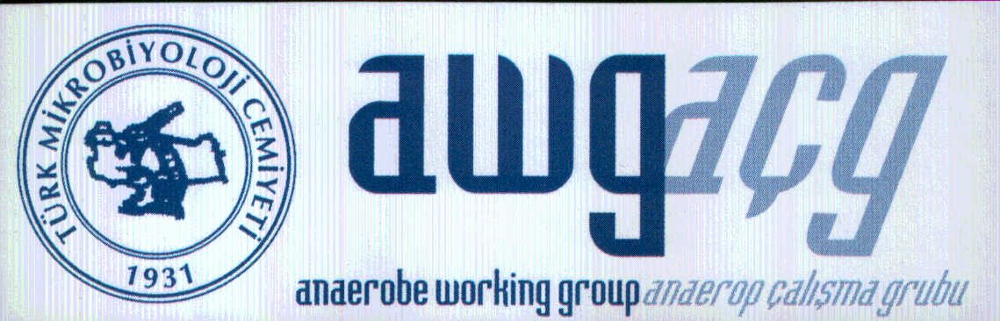 TÜRK MİKROBİYOLOJİ CEMİYETİ
1931
awgaçg
anaerobe working group anaerop çalışma grubu